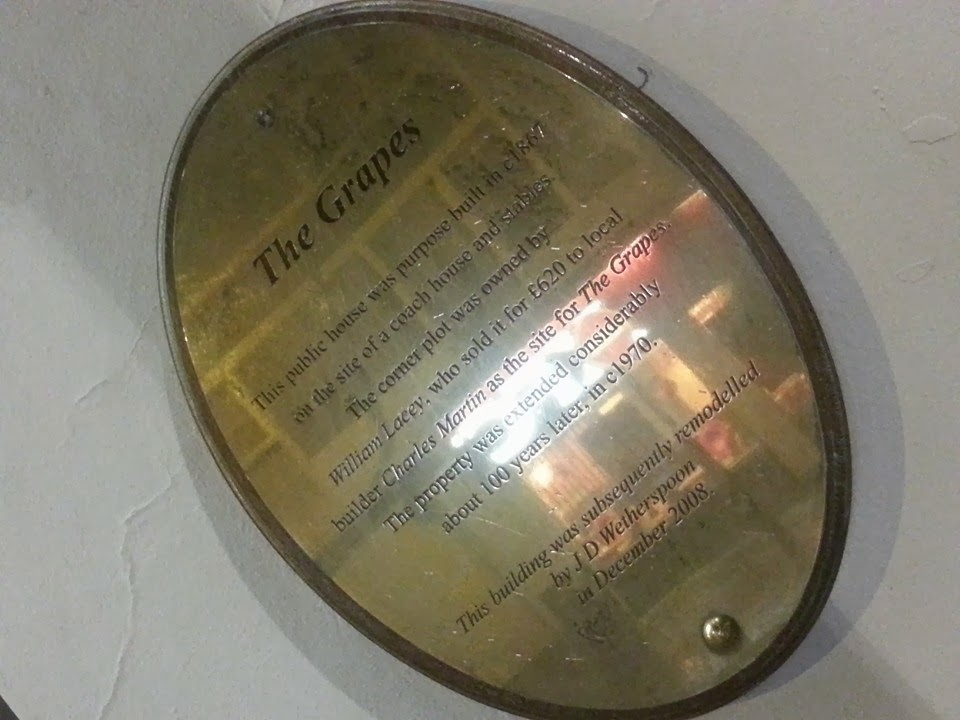 The Grapes
This public house was purpose-built in c1867
on the site of a coach house and stables.
The corner plot was owned by
William Lacey, who sold it for £620 to local
builder Charles Martin as the site for The Grapes.
The property was extended considerably
about 100 years later, in c1970.
This building was subsequently remodelled
by J D Wetherspoon
in December 2008.